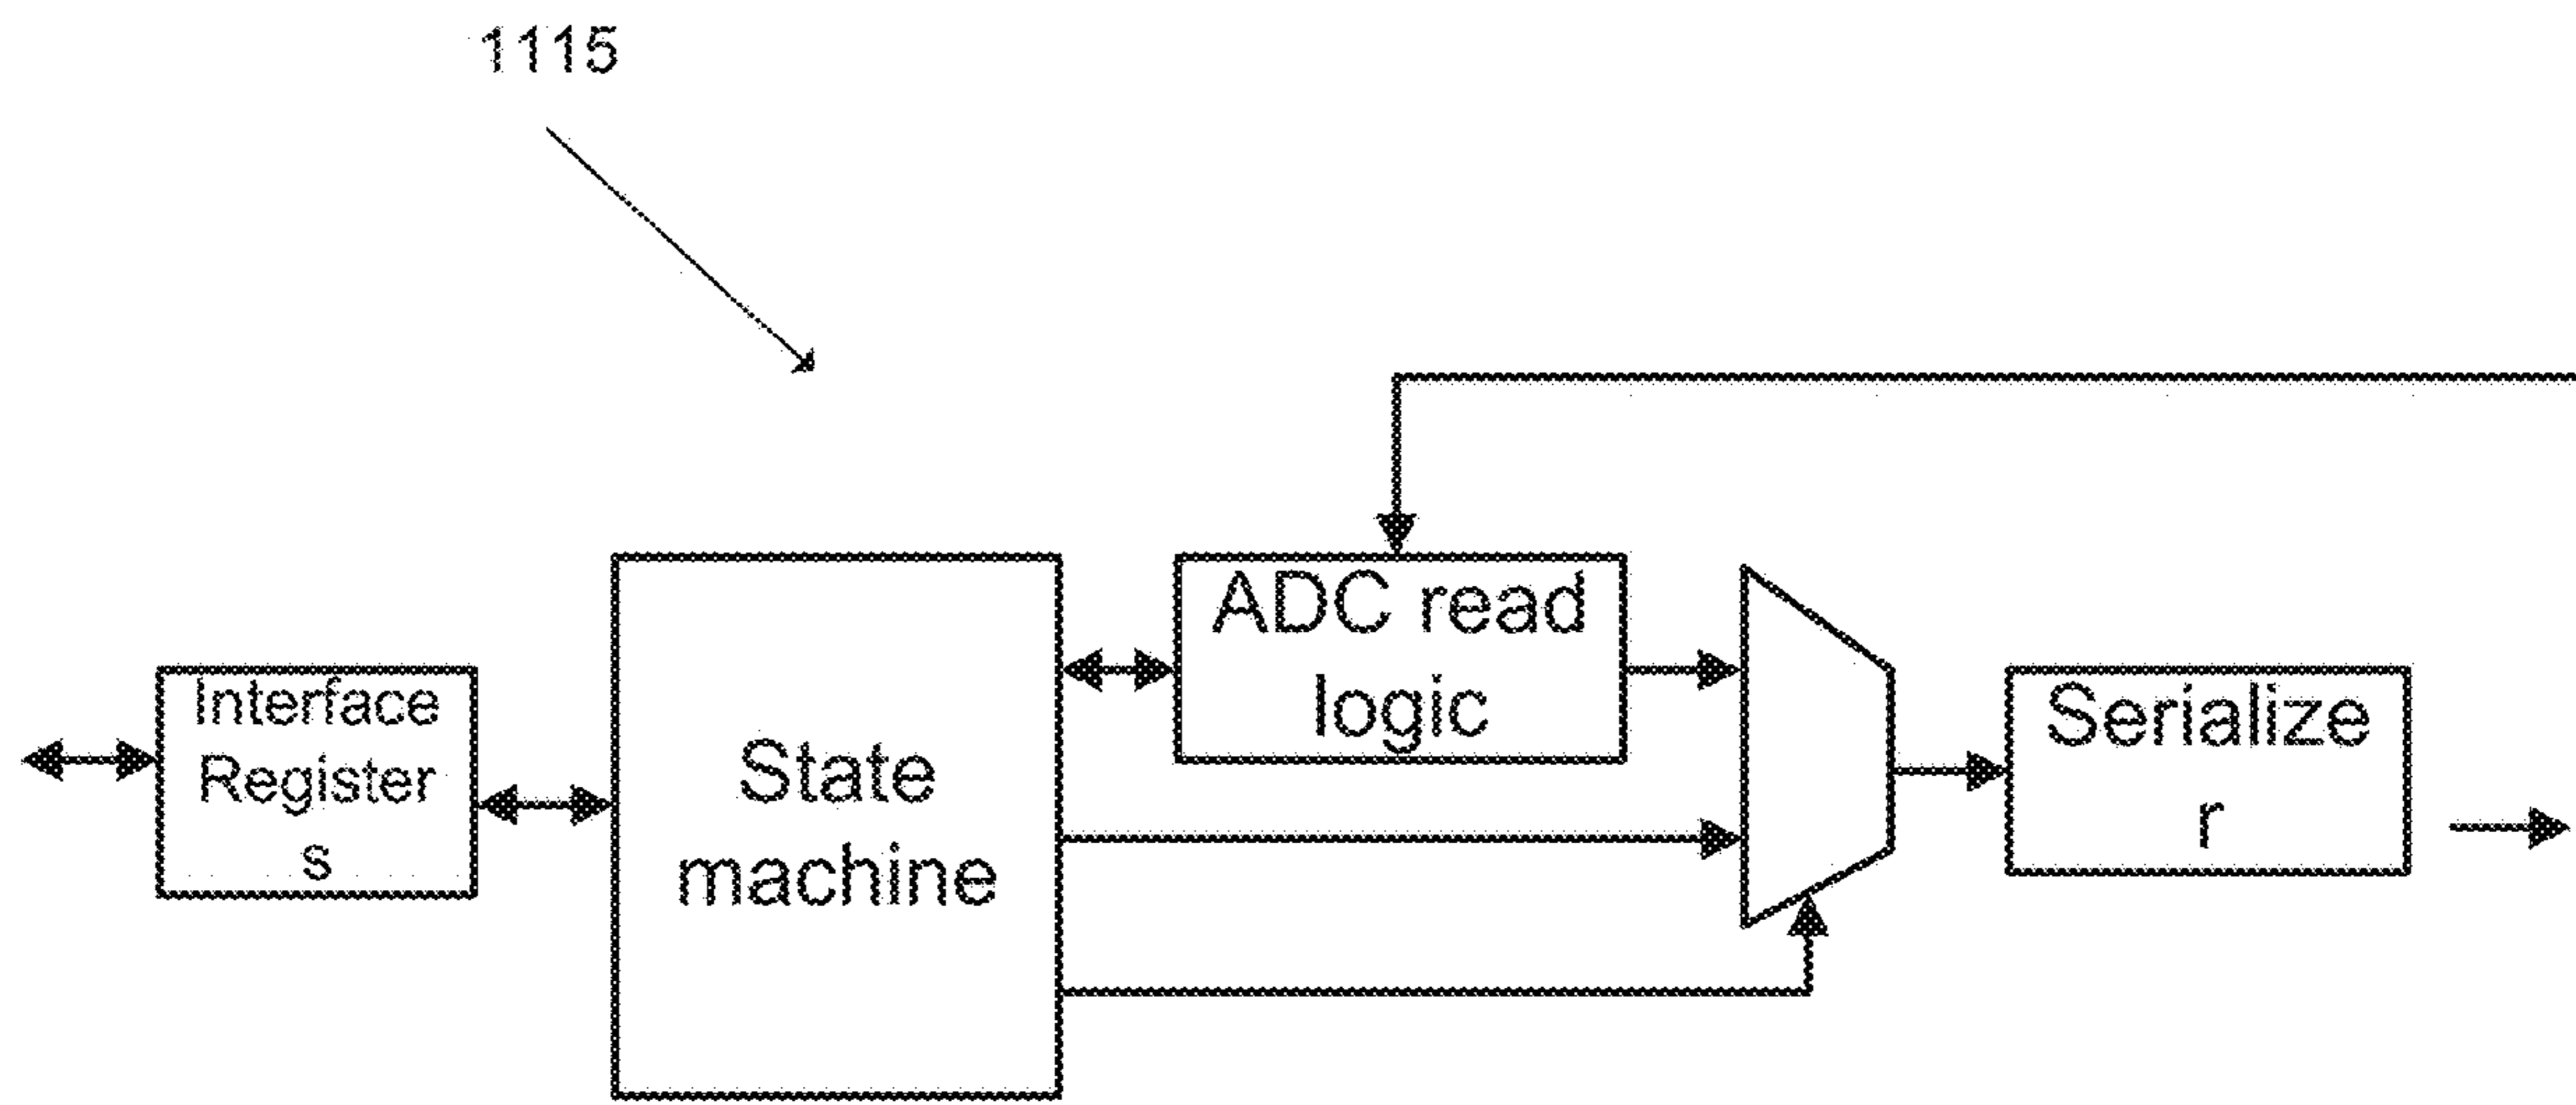 1115
ADC read
logic
Interface
Register
s
State
machine
Serialize
r